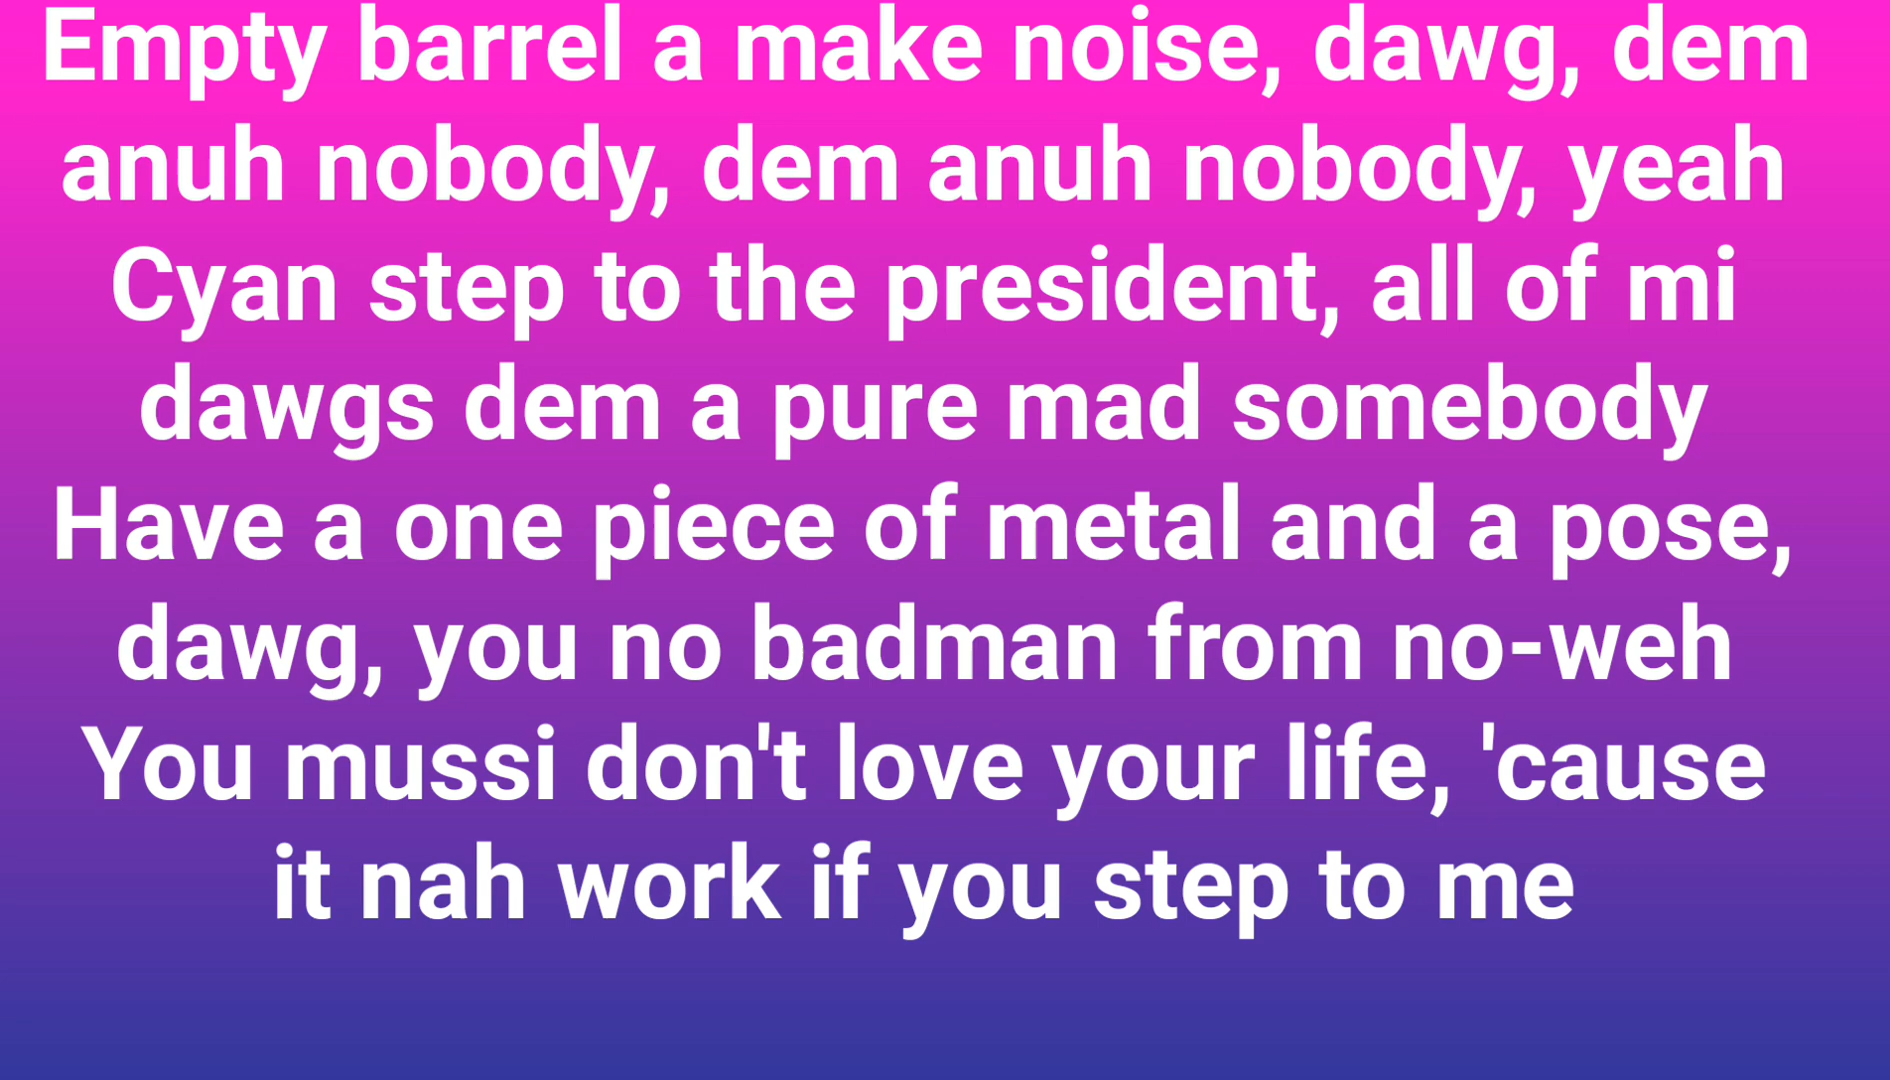 Empty barrel a make noise, dawg, dem
anuh nobody, dem anuh nobody, yeah
Cyan step to the president, all of mi
dawgs dem a pure mad somebody
Have a one piece of metal and a pose,
dawg, you no badman from no-weh
You mussi don't love your life, 'cause
it nah work if you step to me